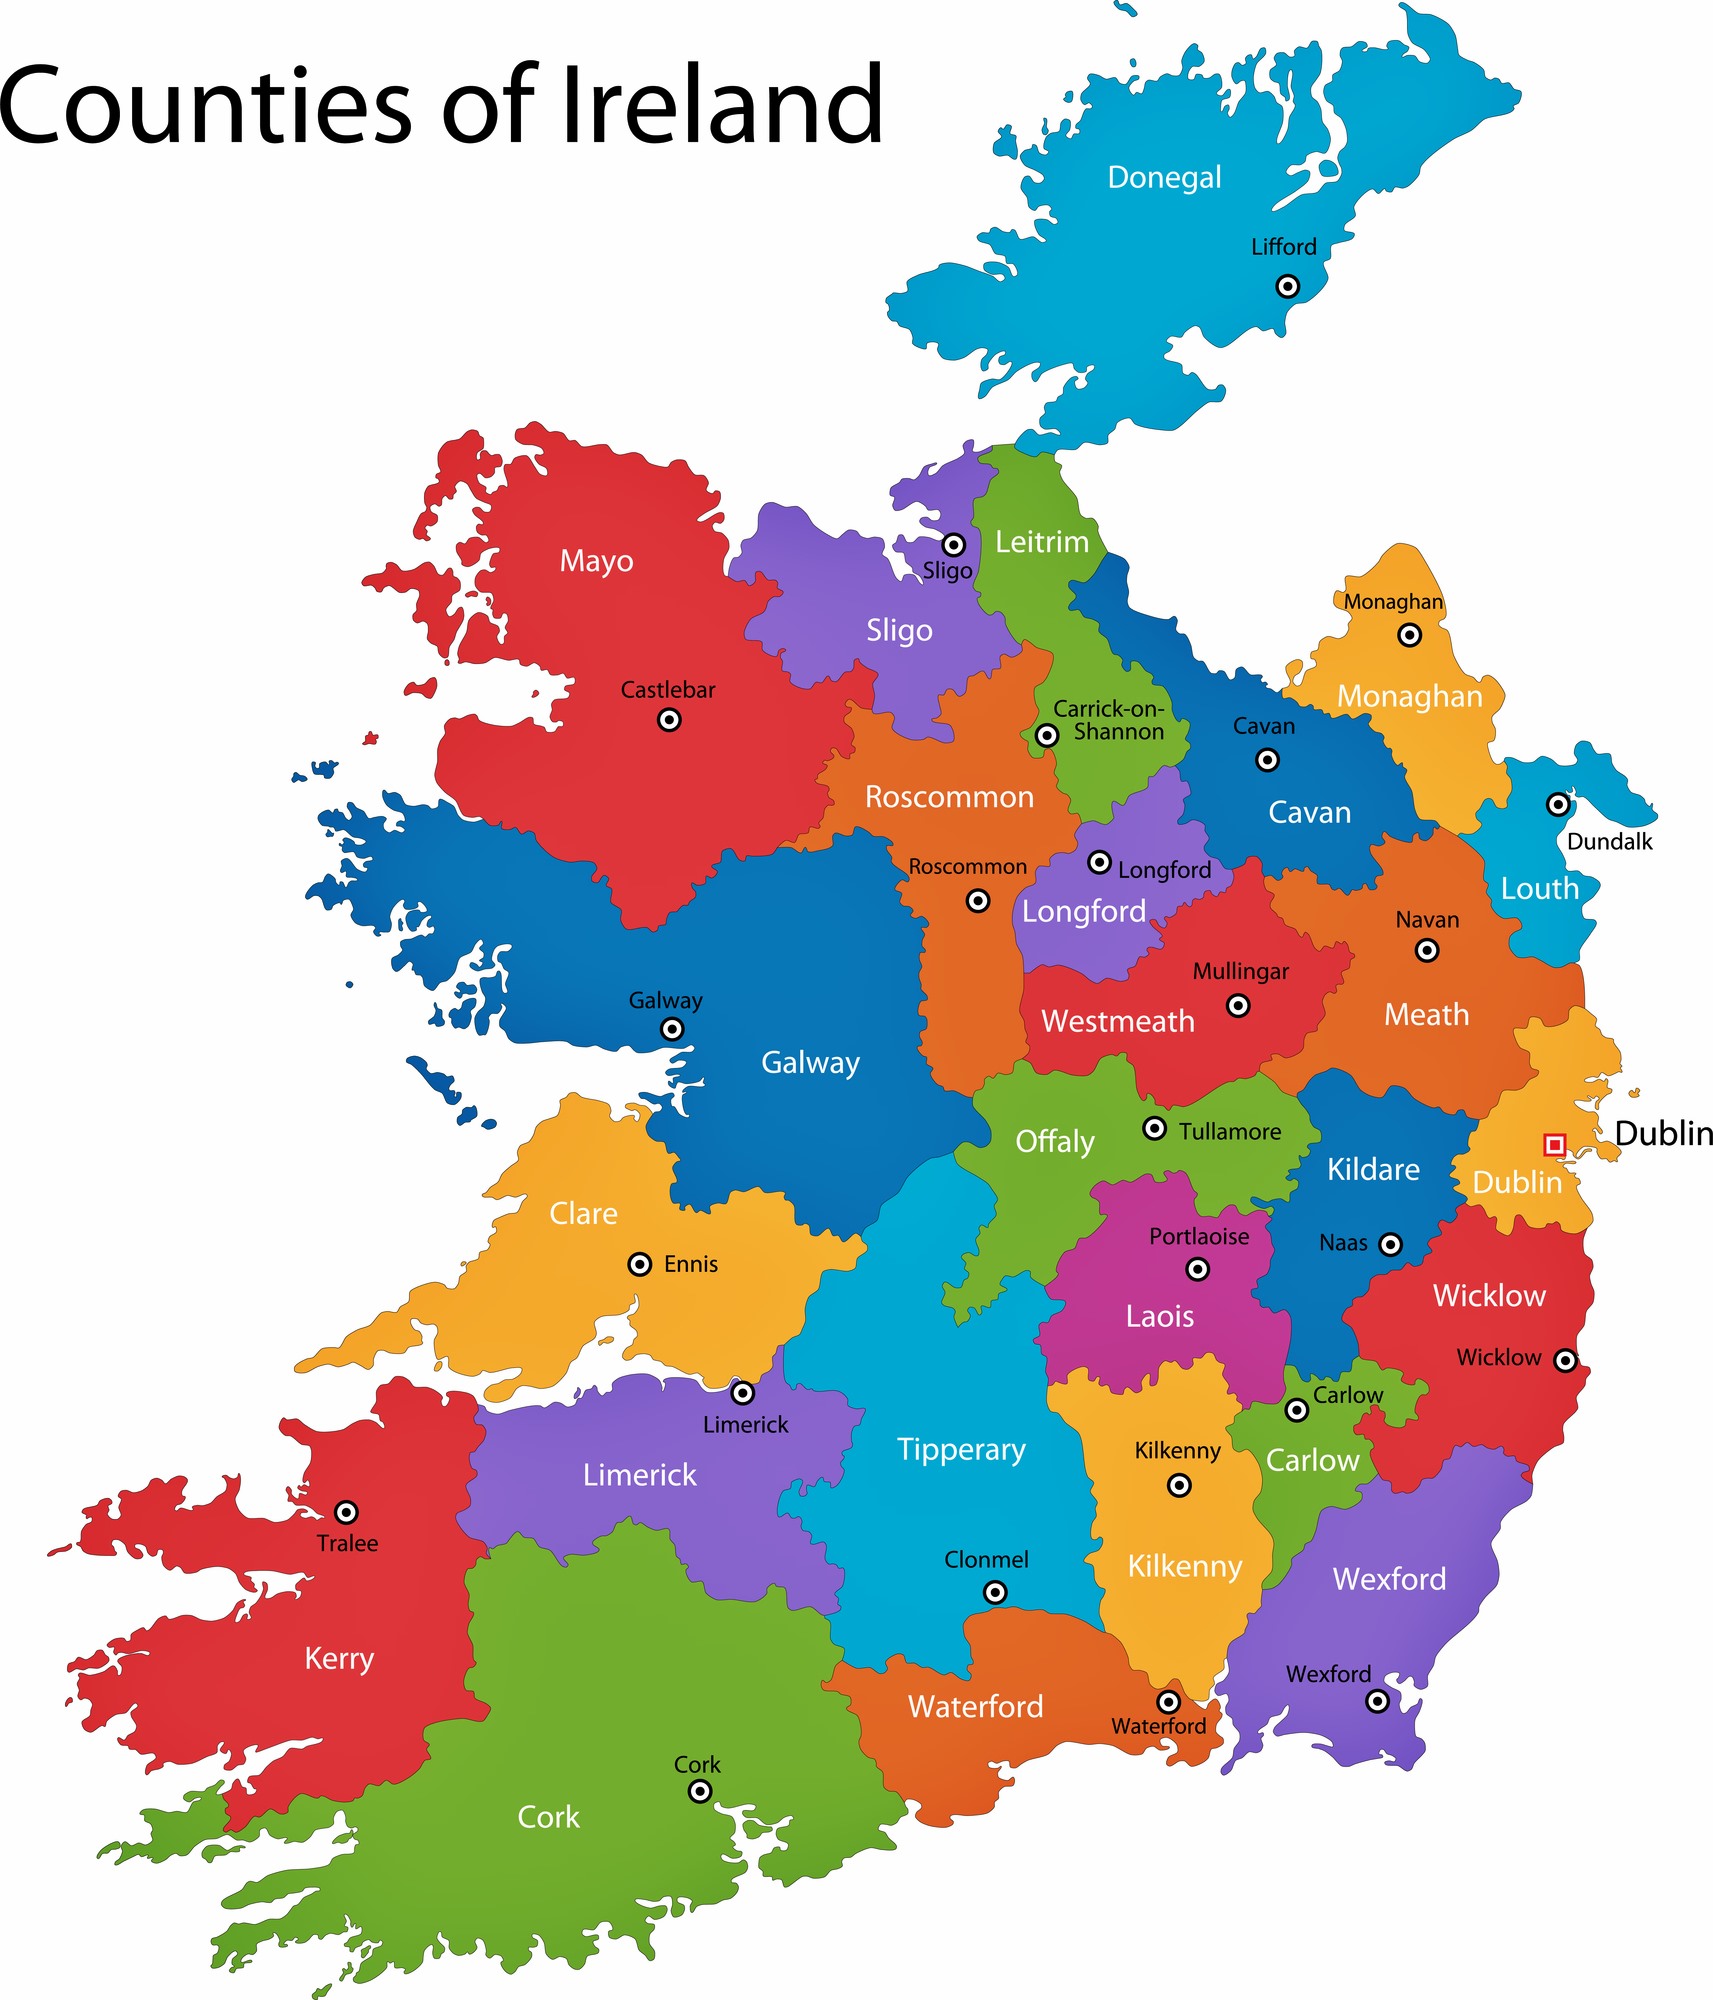 Counties of Ireland
Donegal
Lifford
Leitrim
Mayo
Sligo
Monaghan
Sligo
Castlebar
Monaghan
Carrick-on-
Shannon
Cavan
Roscommon
Cavan
Dundalk
Roscommon
Longford
Louth
Longford
Navan
Mullingar
Galway
Westmeath
Meath
Galway
Offaly
Tullamore
Dublin
Kildare
Dublin
Clare
Portlaoise
Naas
Ennis
Wicklow
Laois
Wicklow
Carlow
Limerick
Tipperary
Kilkenny
Carlow
Limerick
Tralee
Clonmel
Kilkenny
Wexford
Kerry
Wexford
Waterford
Waterford
Cork
Cork